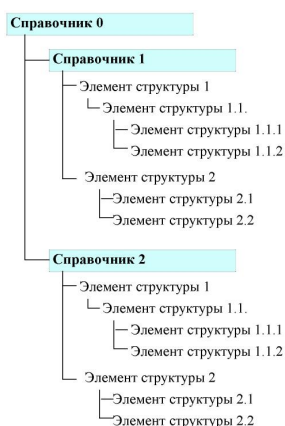 Справочник 0
Справочник 1
Элемент структуры 1
Элемент структуры 1.1.
Элемент структуры 1.1.1
Элемент структуры 1.1.2
Элемент структуры 2
Элемент структуры 2.1
Элемент структуры 2.2
Справочник 2
Элемент структуры 1
Элемент структуры 1.1.
Элемент структуры 1.1.1
Элемент структуры 1.1.2
Элемент структуры 2
Элемент структуры 2.1
Элемент структуры 2.2